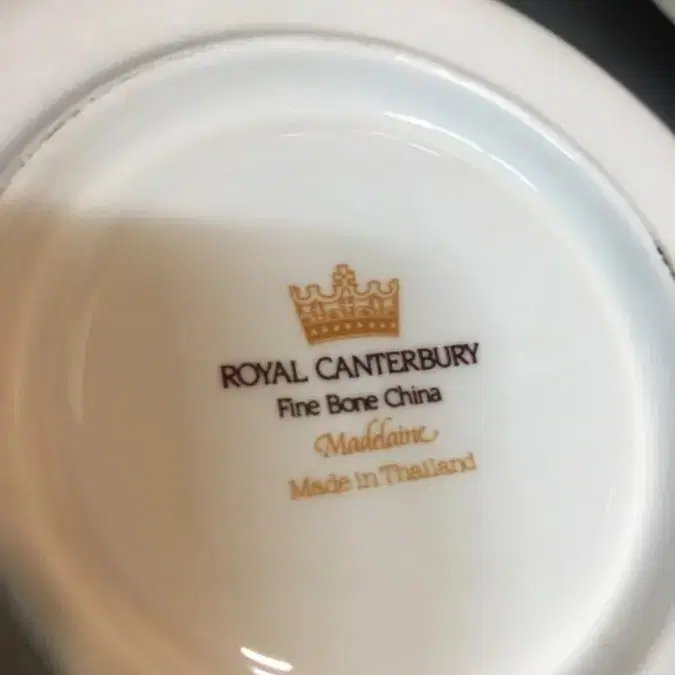 ROYAL CANTERBURY
Fine Bone China
Madelaine
Made in Thailand